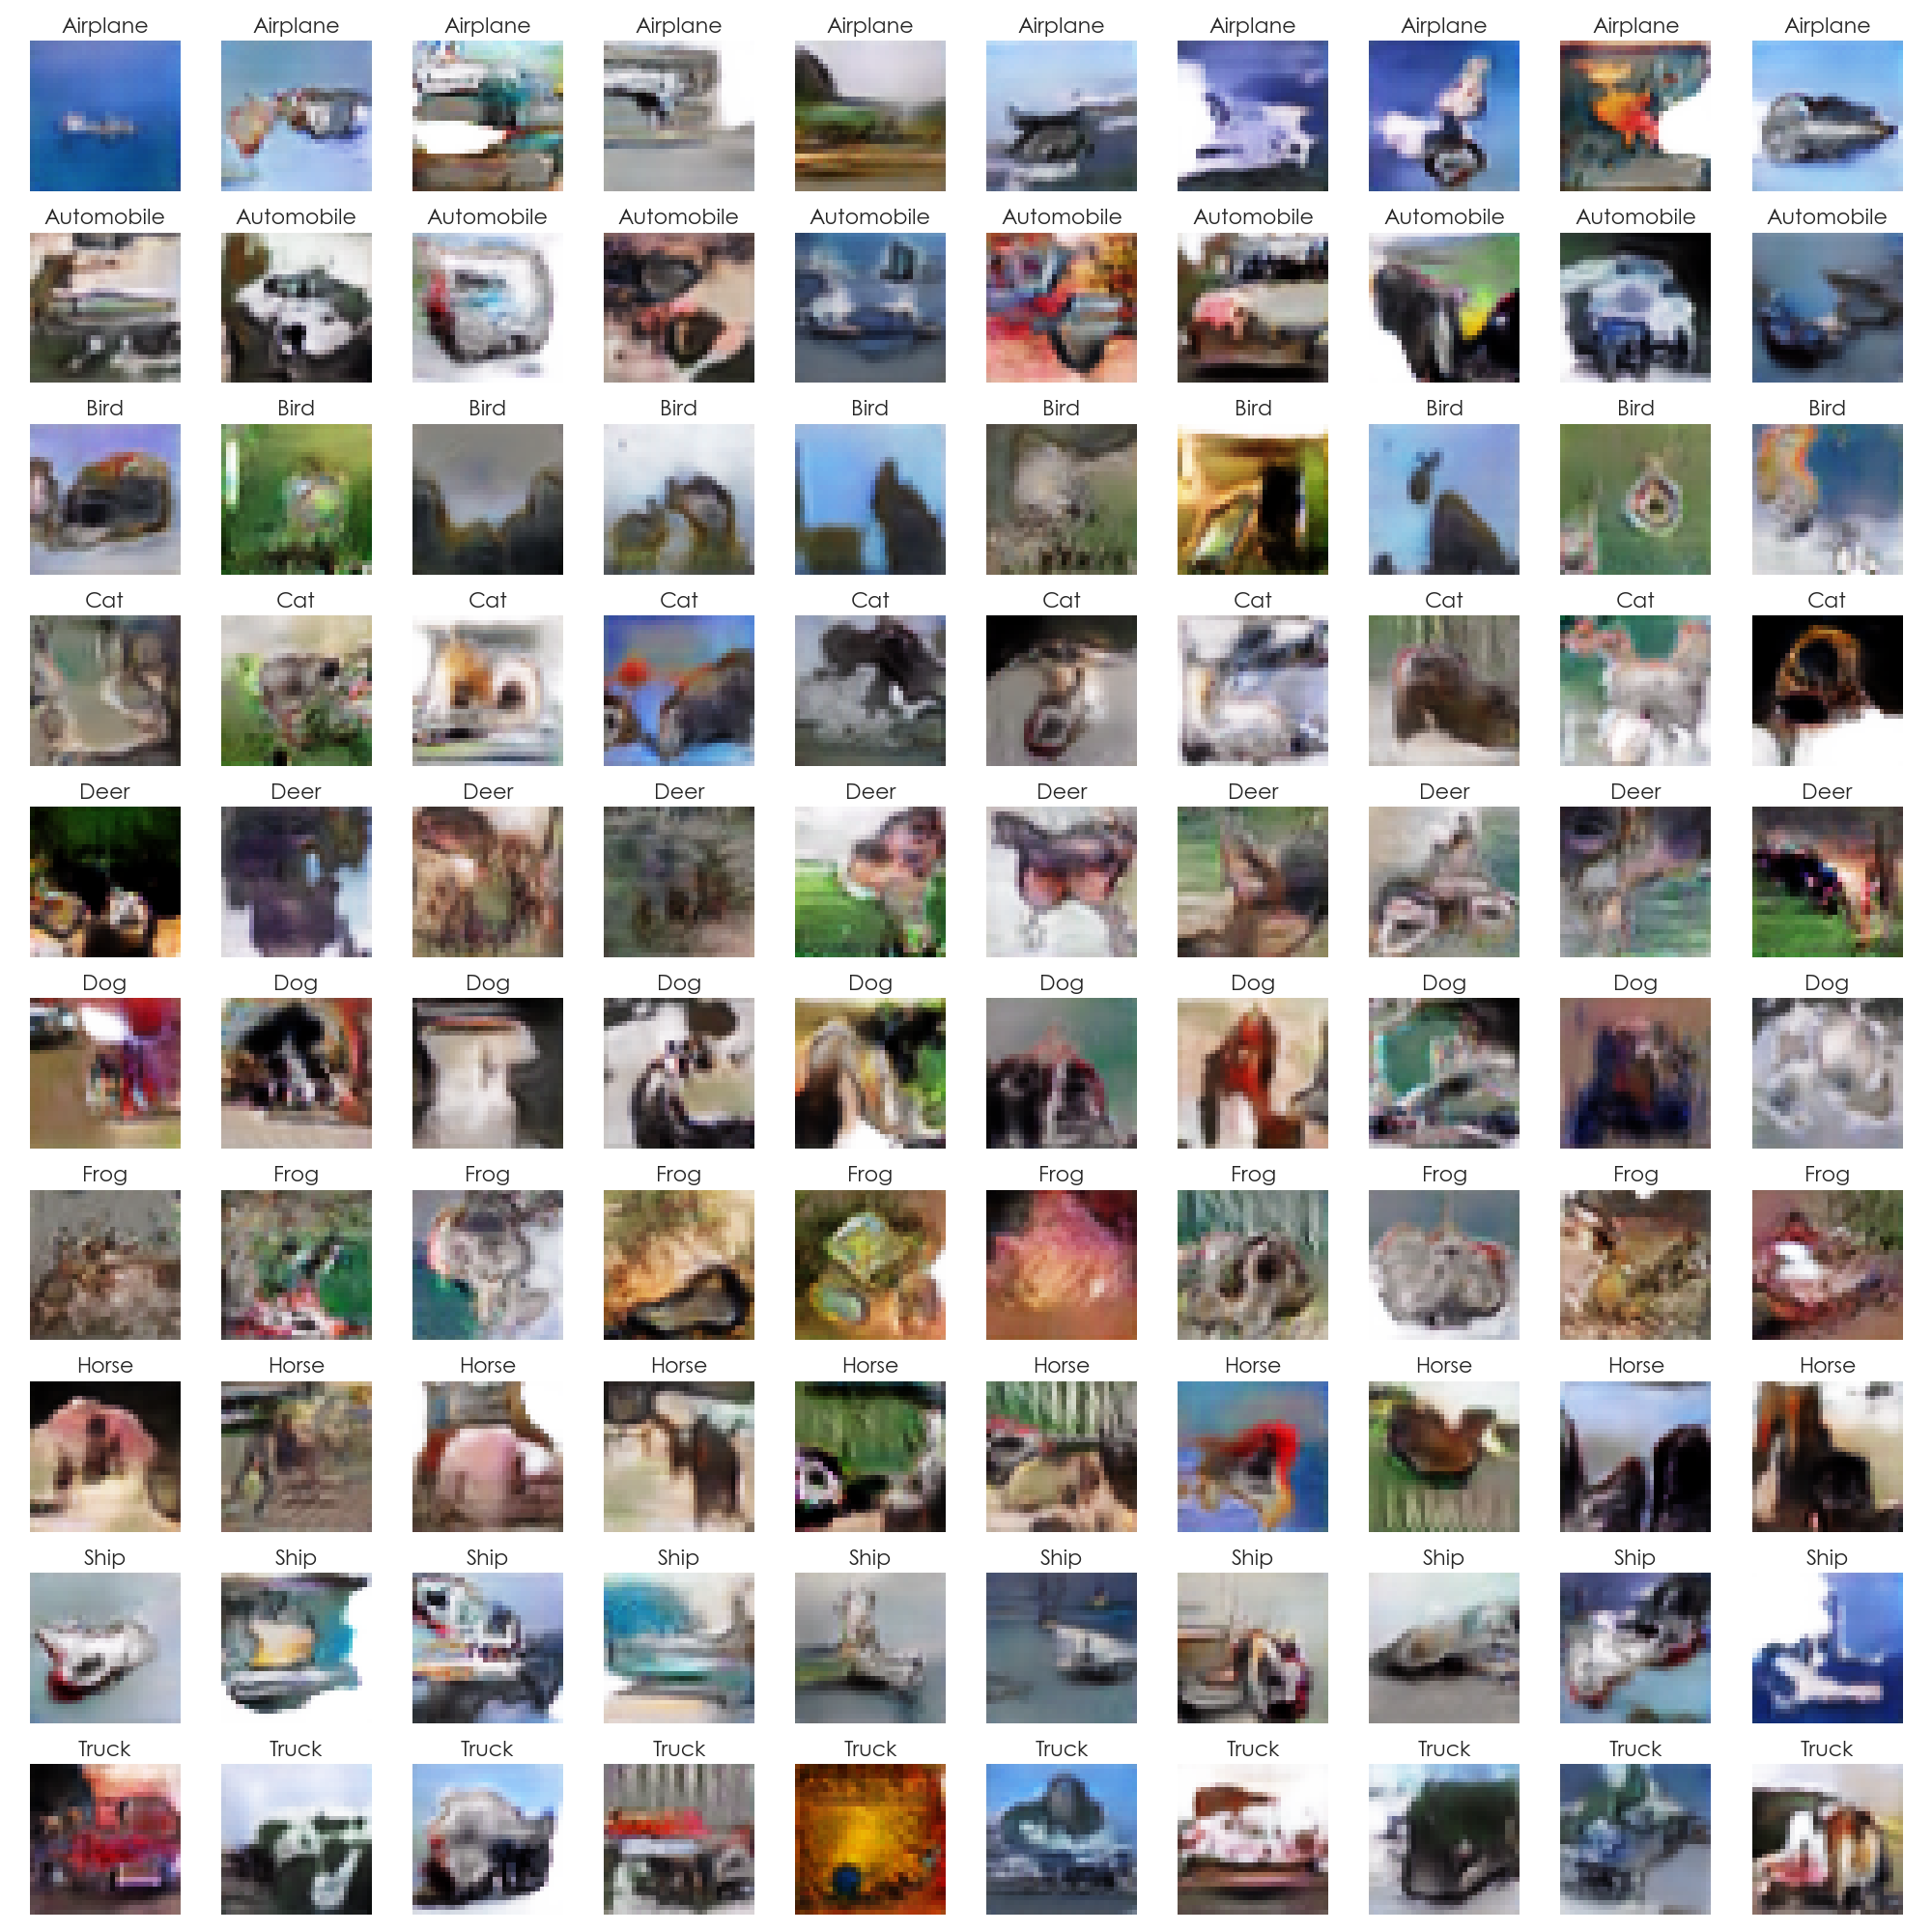 Airplane Airplane Airplane Airplane Airplane Airplane Airplane Airplane Airplane Airplane
Automobile Automobile Automobile Automobile Automobile Automobile Automobile Automobile Automobile Automobile
Bird Bird Bird Bird Bird Bird Bird Bird Bird Bird
Cat Cat Cat Cat Cat Cat Cat Cat Cat Cat
Deer Deer Deer Deer Deer Deer Deer Deer Deer Deer
Dog Dog Dog Dog Dog Dog Dog Dog Dog Dog
Frog Frog Frog Frog Frog Frog Frog Frog Frog Frog
Horse Horse Horse Horse Horse Horse Horse Horse Horse Horse
Ship Ship Ship Ship Ship Ship Ship Ship Ship Ship
Truck Truck Truck Truck Truck Truck Truck Truck Truck Truck